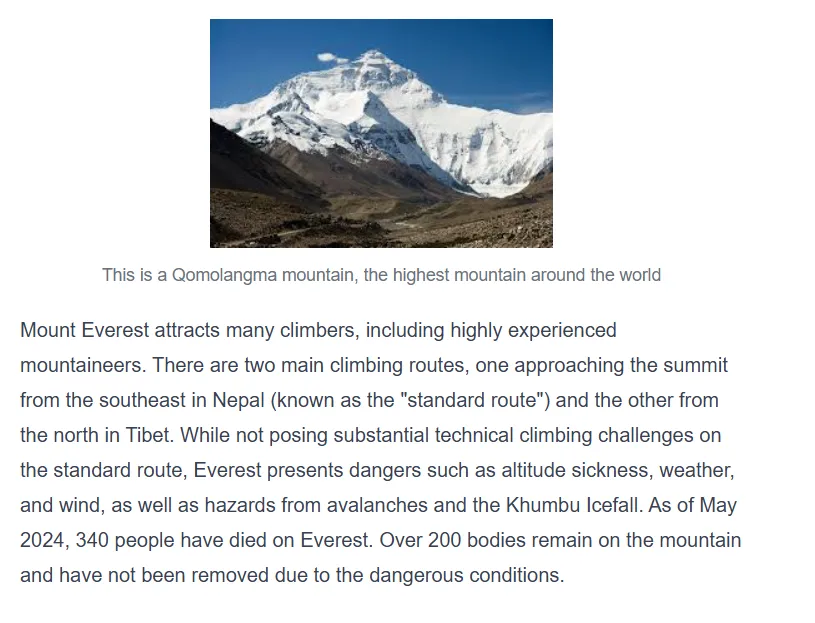 This is a Qomolangma mountain, the highest mountain around the world
Mount Everest attracts many climbers, including highly experienced
mountaineers. There are two main climbing routes, one approaching the summit
from the southeast in Nepal (known as the "standard route") and the other from
the north in Tibet. While not posing substantial technical climbing challenges on
the standard route, Everest presents dangers such as altitude sickness, weather,
and wind, as well as hazards from avalanches and the Khumbu Icefall. As of May
2024, 340 people have died on Everest. Over 200 bodies remain on the mountain
and have not been removed due to the dangerous conditions.